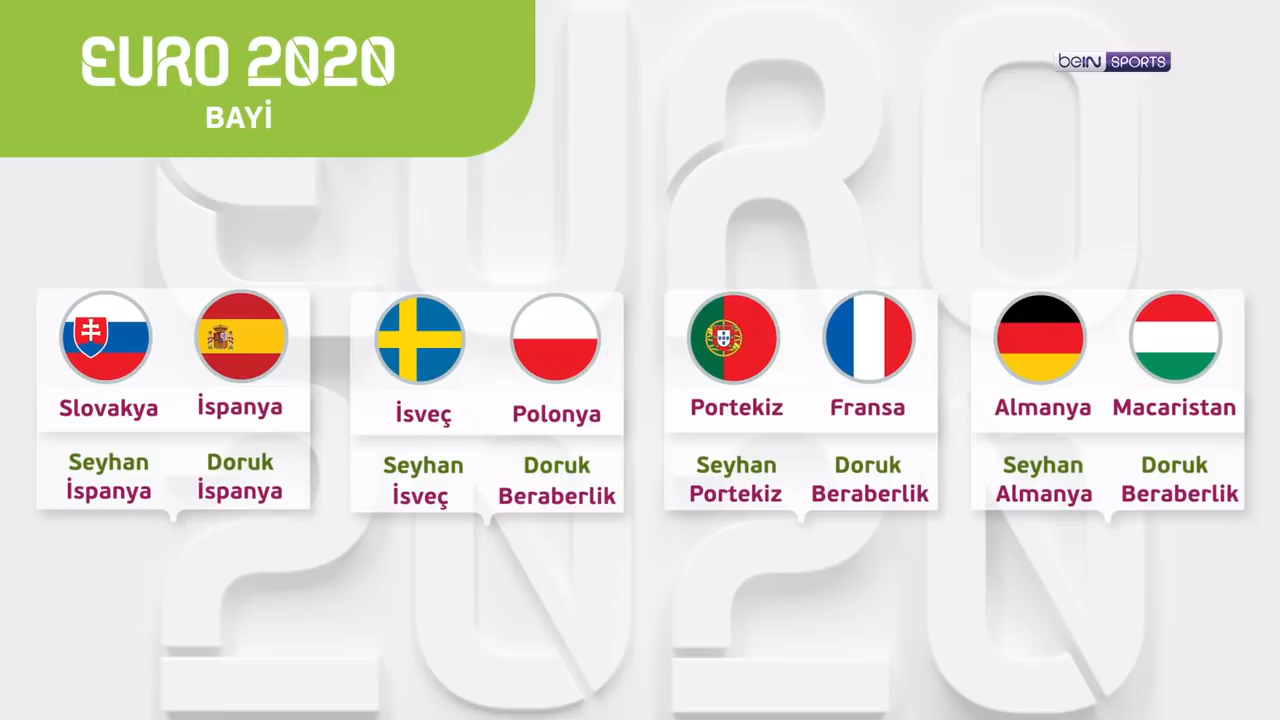 EURO 2020
BAYİ
beIN SPORTS
Slovakya İspanya
Seyhan Doruk
İspanya İspanya
İsveç Polonya
Seyhan Doruk
İsveç Beraberlik
Portekiz Fransa
Seyhan Doruk
Portekiz Beraberlik
Almanya Macaristan
Seyhan Doruk
Almanya Beraberlik